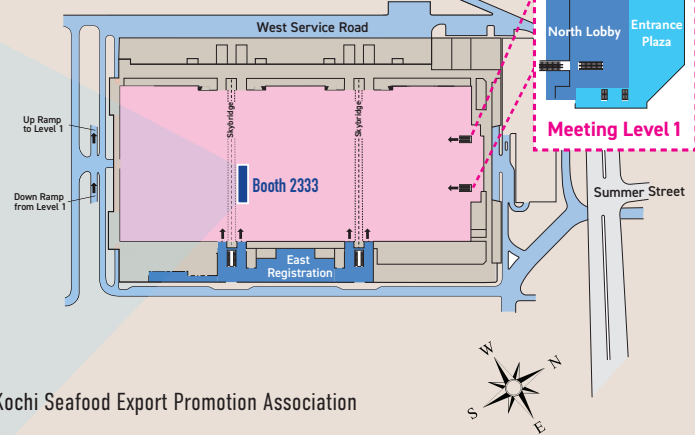 West Service Road
North Lobby
Entrance
Plaza
Meeting Level 1
Up Ramp
to Level 1
Skybridge
Skybridge
Down Ramp
from Level 1
Booth 2333
Summer Street
East
Registration
W
N
S
E
Kochi Seafood Export Promotion Association